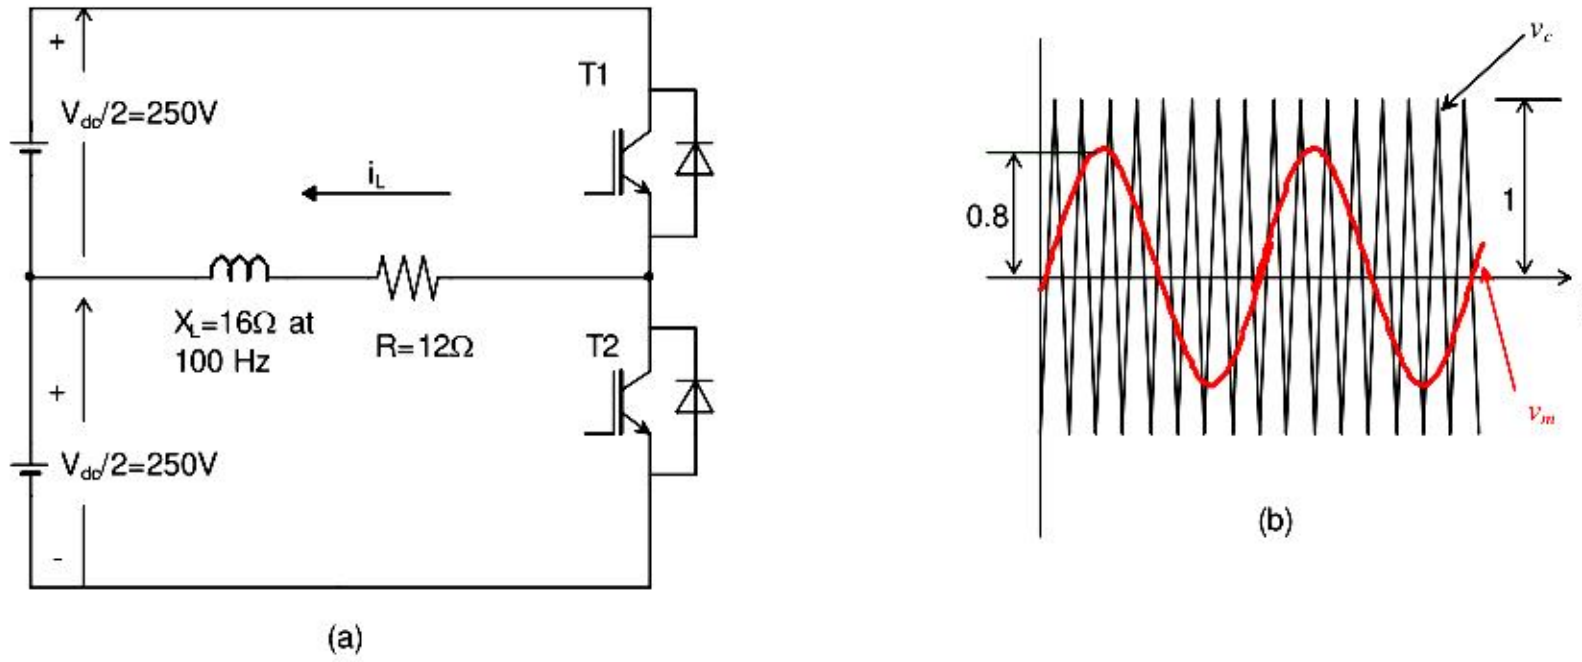 +
V_dc/2=250V
T1
i_L
X_L=16Ω at
100 Hz
R=12Ω
T2
+
V_dc/2=250V
-
(a)
v_c
0.8
1
v_m
(b)